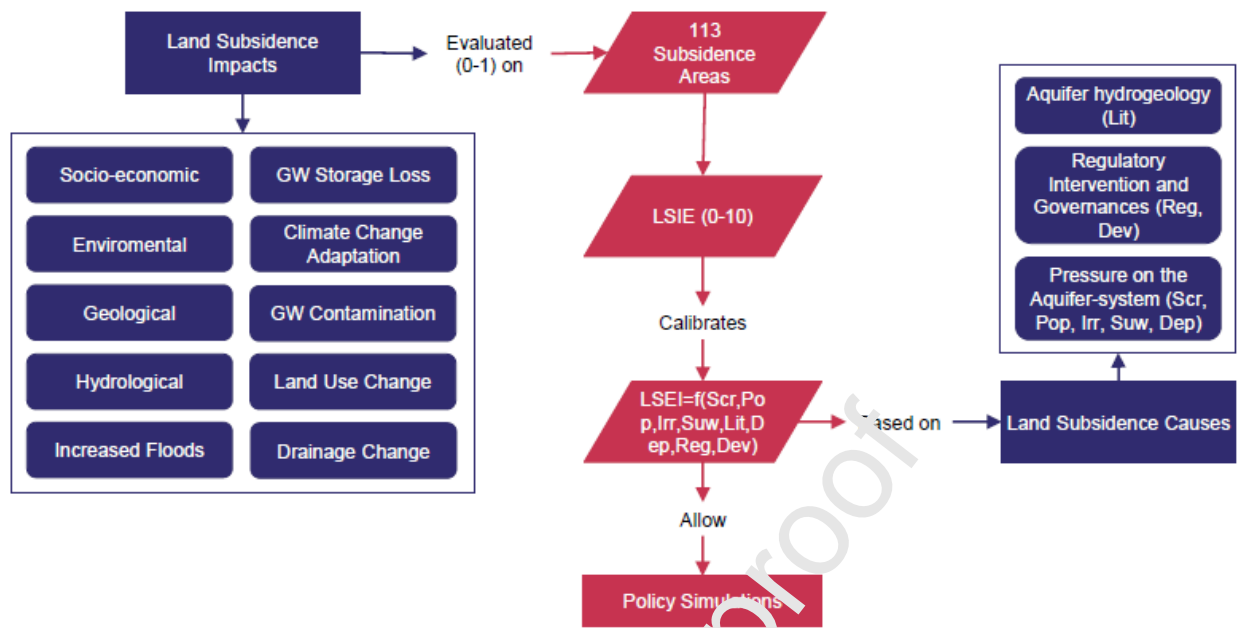 Land Subsidence
Impacts
Evaluated
(0-1) on
113
Subsidence
Areas
Socio-economic
GW Storage Loss
Enviromental
Climate Change
Adaptation
Geological
GW Contamination
Hydrological
Land Use Change
Increased Floods
Drainage Change
LSIE (0-10)
Calibrates
LSEI=f(Scr,Po
p,Irr,Suw,Lit,D
ep,Reg,Dev)
Based on
Land Subsidence Causes
Aquifer hydrogeology
(Lit)
Regulatory
Intervention and
Governances (Reg,
Dev)
Pressure on the
Aquifer-system (Scr,
Pop, Irr, Suw, Dep)
Allow
Policy Simulations
proof